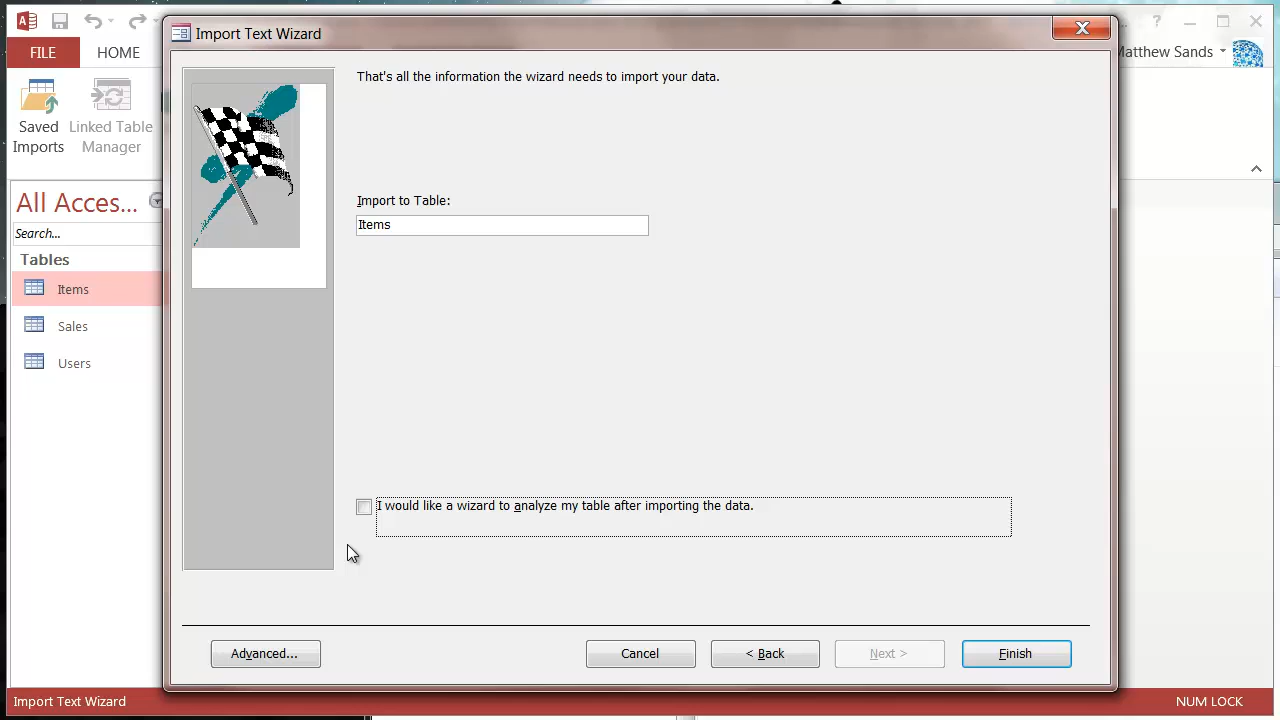 Import Text Wizard
?
FILE
HOME
Matthew Sands
Saved Imports
Linked Table Manager
All Acces...
Search...
Tables
Items
Sales
Users
That's all the information the wizard needs to import your data.
Import to Table:
Items
I would like a wizard to analyze my table after importing the data.
Advanced...
Cancel
< Back
Next >
Finish
Import Text Wizard
NUM LOCK